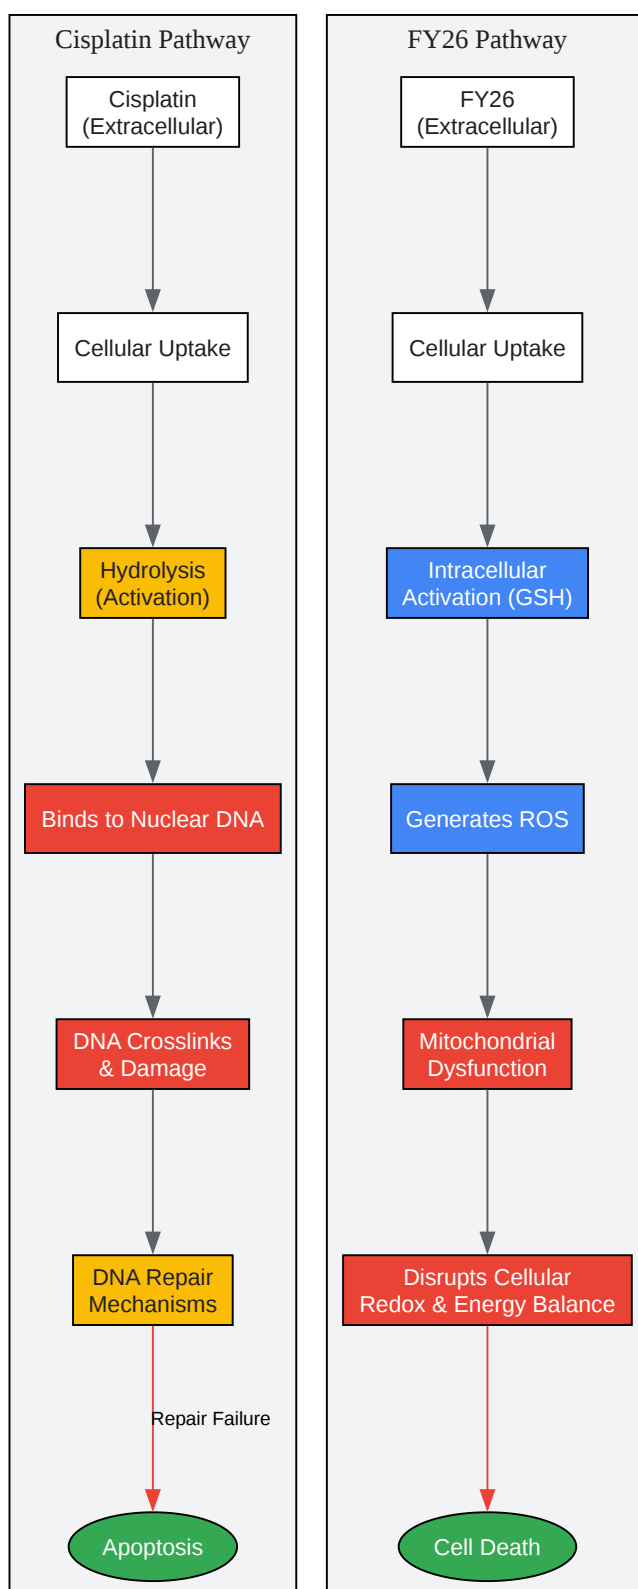 Cisplatin Pathway
Cisplatin
(Extracellular)
Cellular Uptake
Hydrolysis
(Activation)
Binds to Nuclear DNA
DNA Crosslinks
& Damage
DNA Repair
Mechanisms
Repair Failure
Apoptosis
FY26 Pathway
FY26
(Extracellular)
Cellular Uptake
Intracellular
Activation (GSH)
Generates ROS
Mitochondrial
Dysfunction
Disrupts Cellular
Redox & Energy Balance
Cell Death